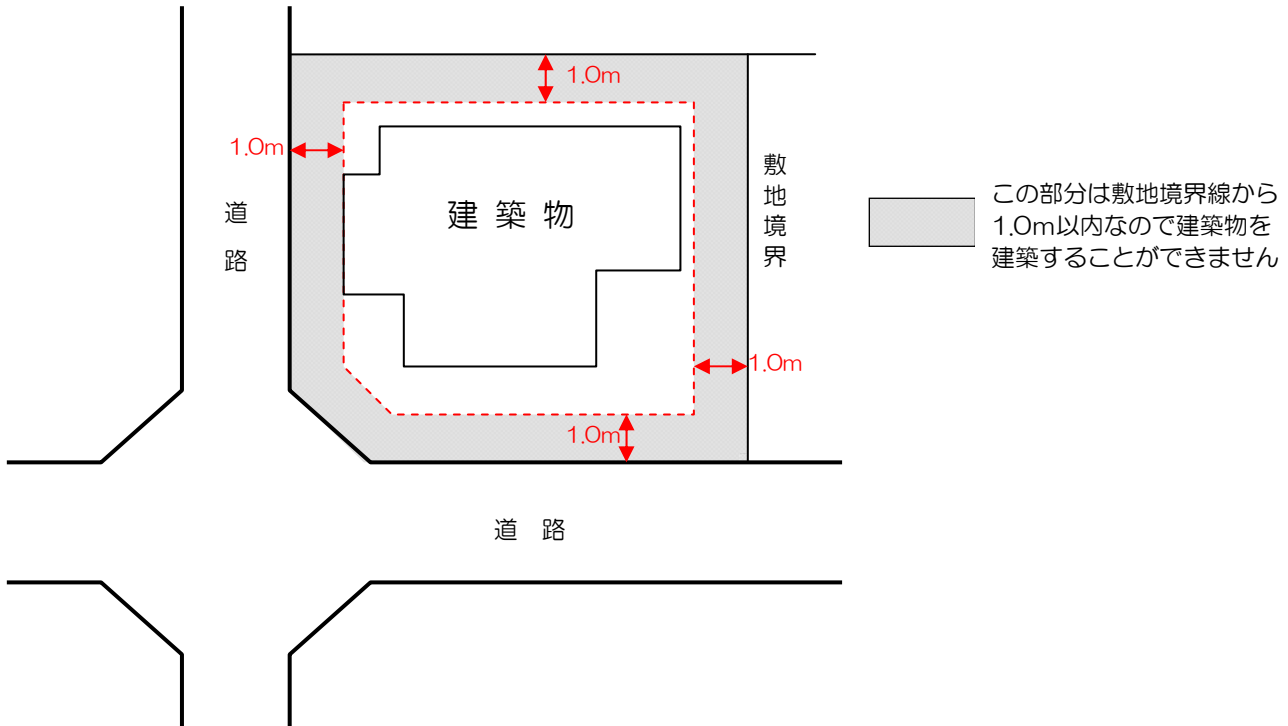 1.0m
1.0m
道路
建築物
敷地境界
この部分は敷地境界線から
1.0m以内なので建築物を
建築することができません
1.0m
1.0m
道路